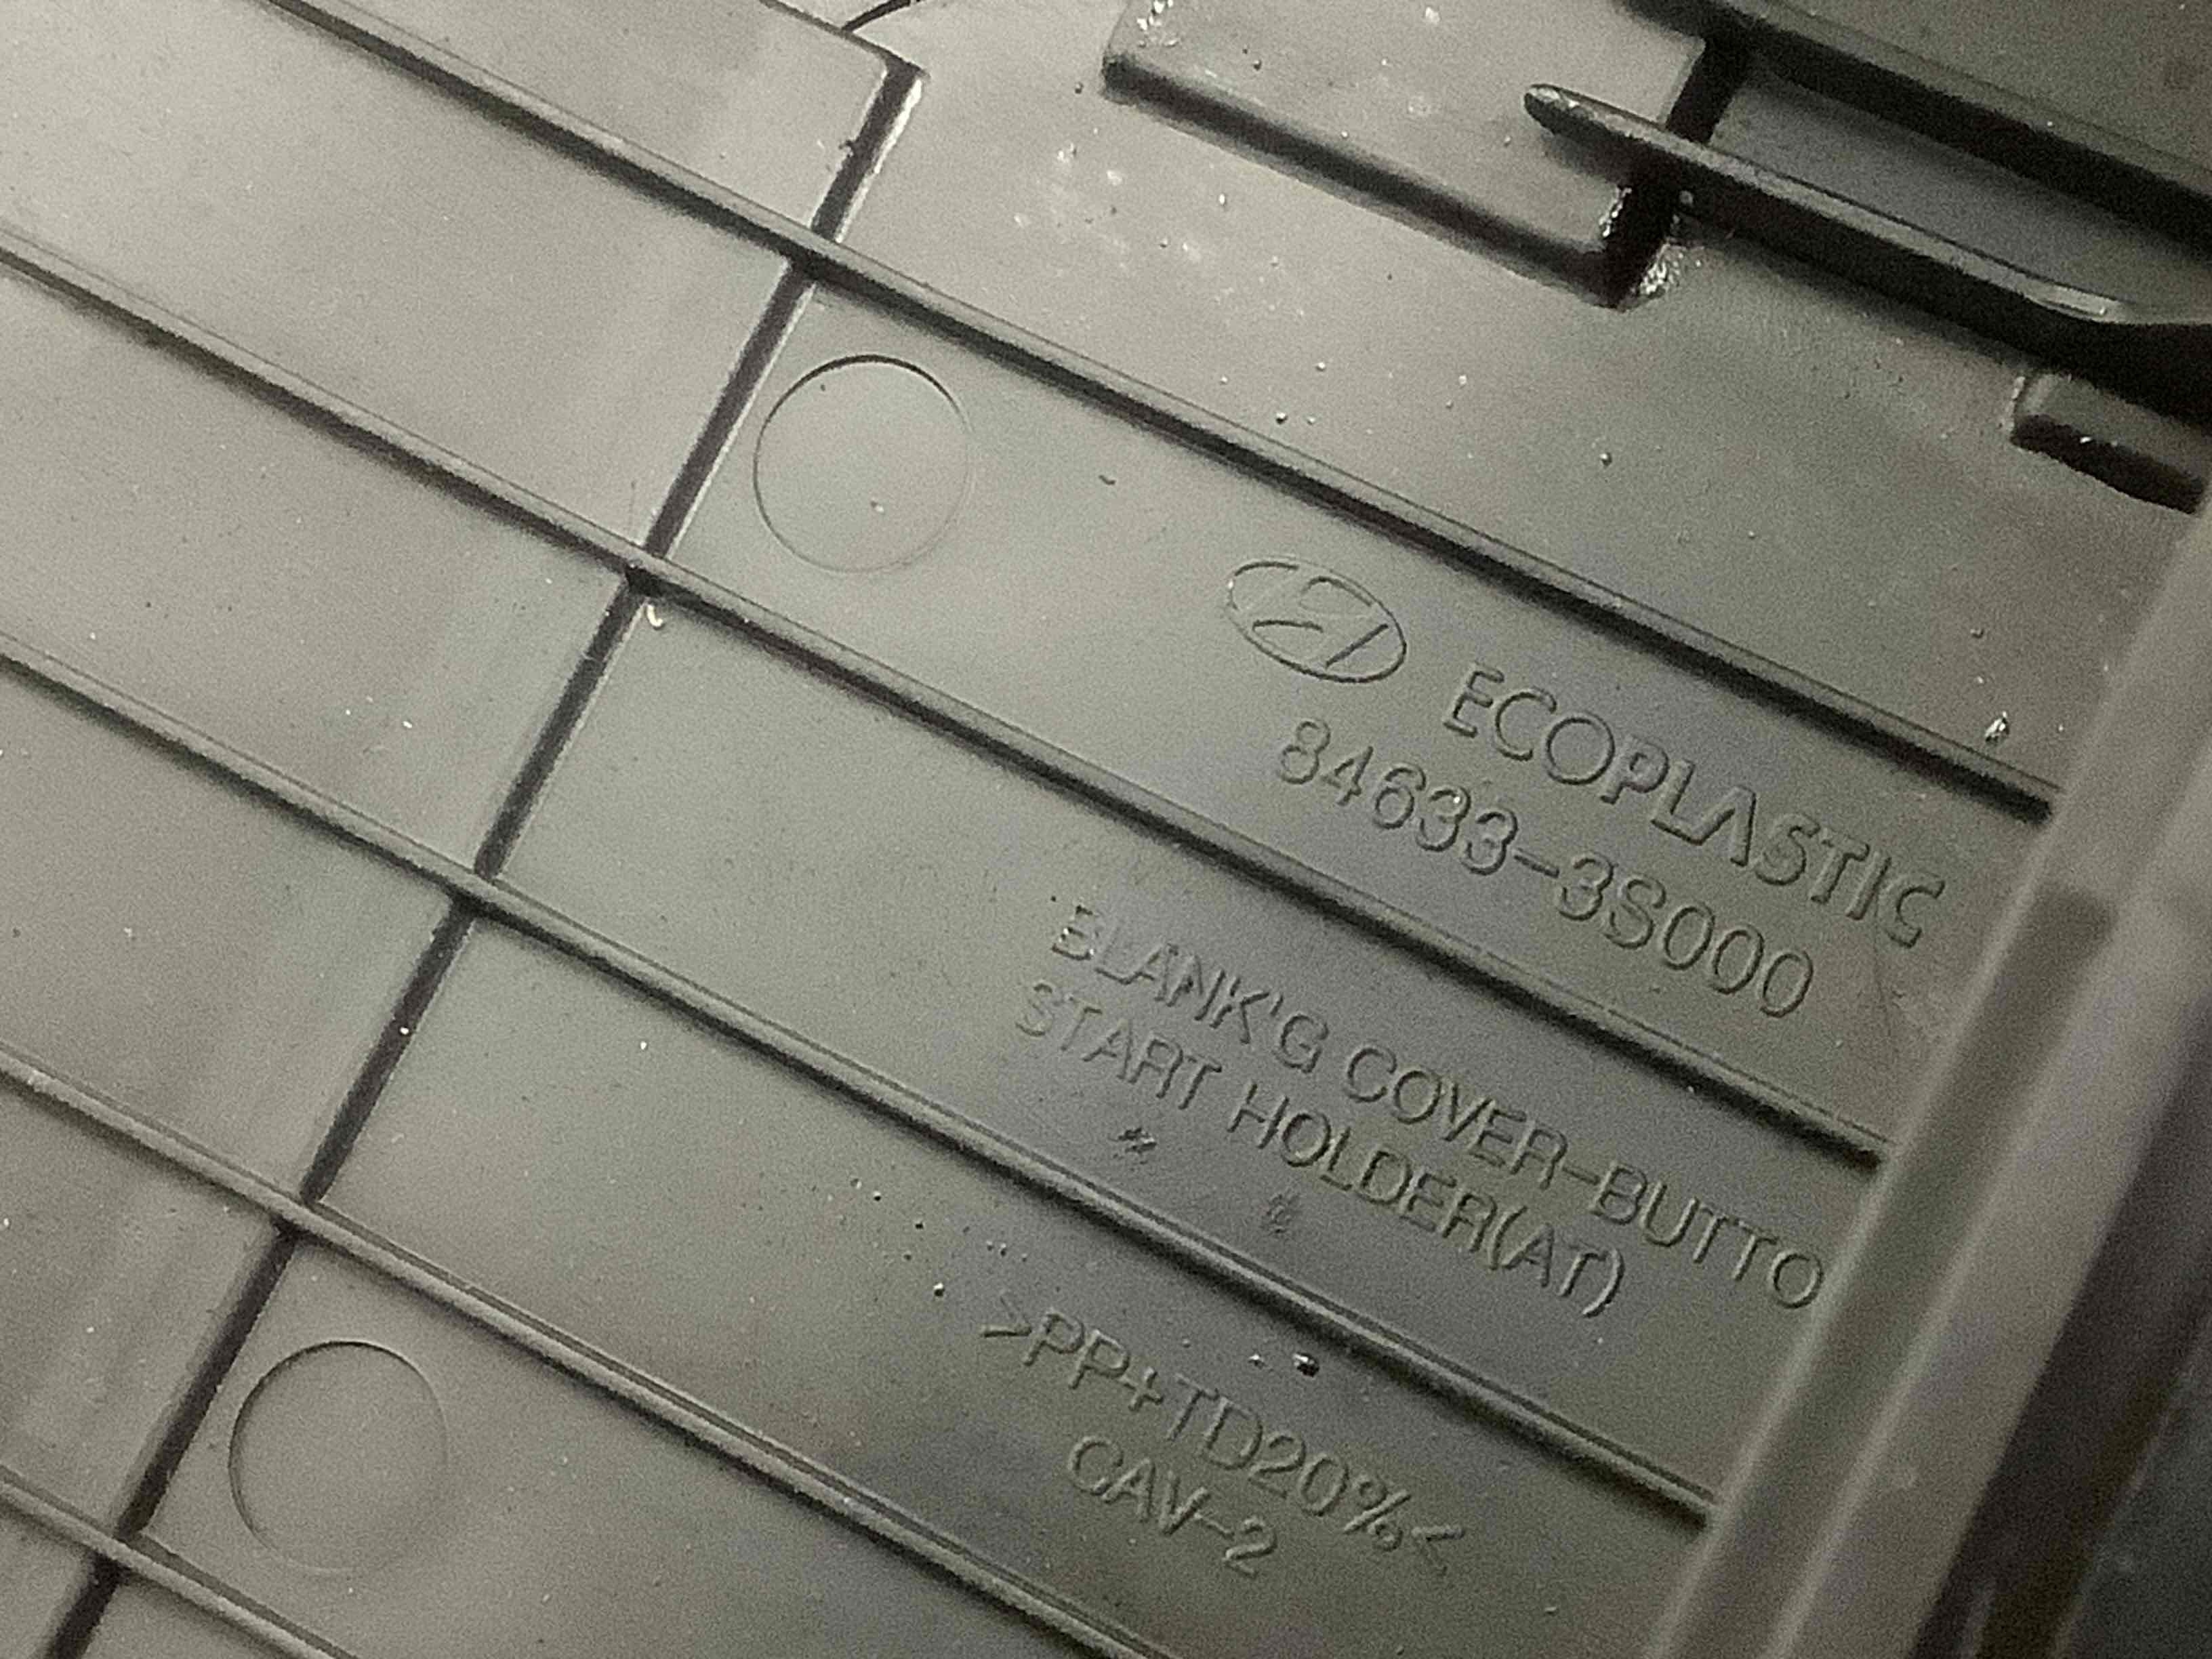 ECOPLASTIC
84633-3S000
BLANK'G COVER-BUTTO
START HOLDER(AT)
>PP+TD20%<
CAV-2